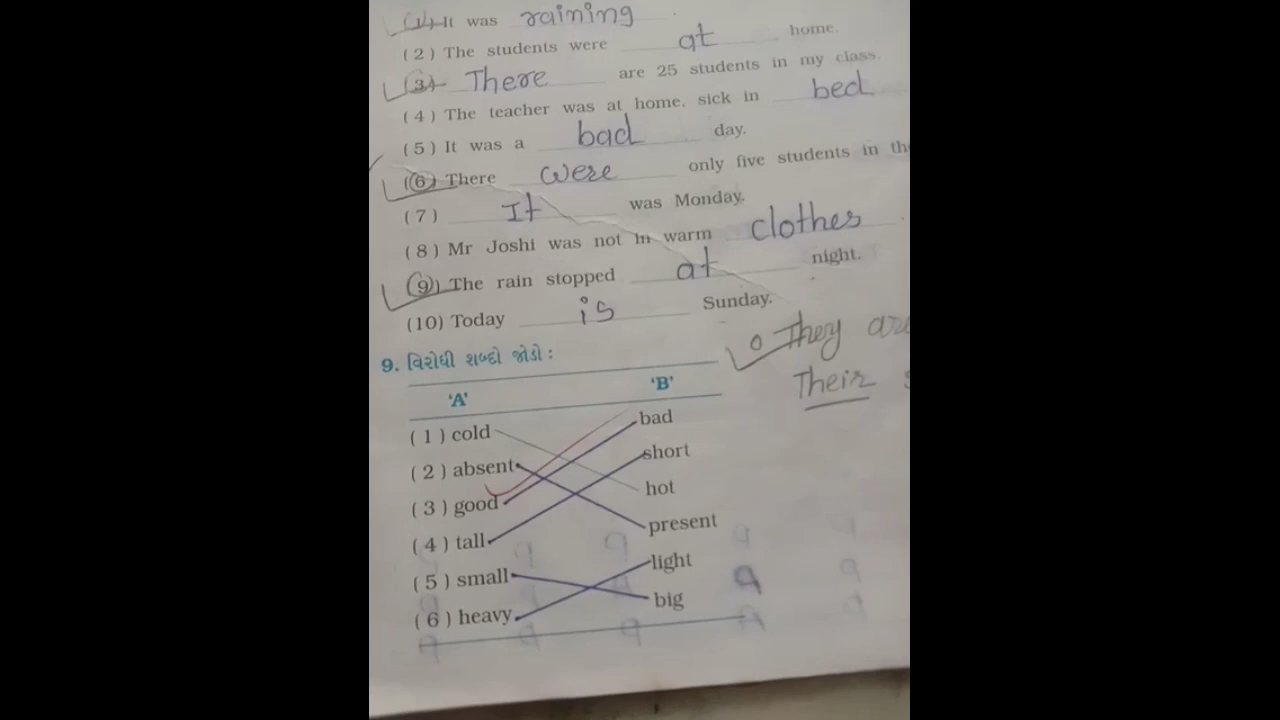 (1) It was raining
(2) The students were at home.
(3) There are 25 students in my class.
(4) The teacher was at home, sick in bed
(5) It was a bad day.
(6) There were only five students in the
(7) It was Monday.
(8) Mr Joshi was not in warm clothes
(9) The rain stopped at night.
(10) Today is Sunday.
They are
Their
9. વિરોધી શબ્દો જોડો :
'A' 'B'
(1) cold bad
(2) absent short
(3) good hot
(4) tall present
(5) small light
(6) heavy big